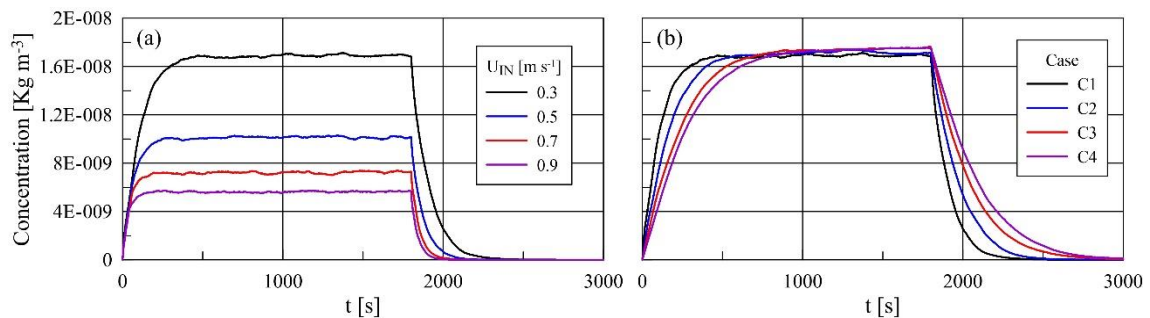 2E-008
1.6E-008
1.2E-008
8E-009
4E-009
0
Concentration [Kg m-3]
(a)
U_IN [m s-1]
0.3
0.5
0.7
0.9
0 1000 2000 3000
t [s]
(b)
Case
C1
C2
C3
C4
0 1000 2000 3000
t [s]